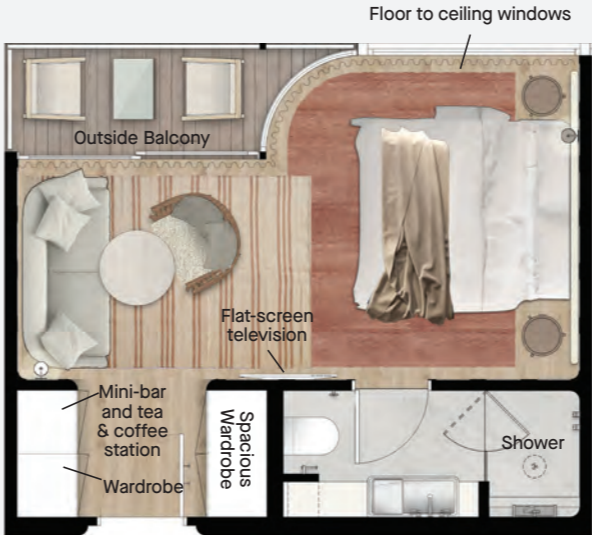 Floor to ceiling windows
Outside Balcony
Flat-screen
television
Mini-bar
and tea
& coffee
station
Wardrobe
Spacious
Wardrobe
Shower